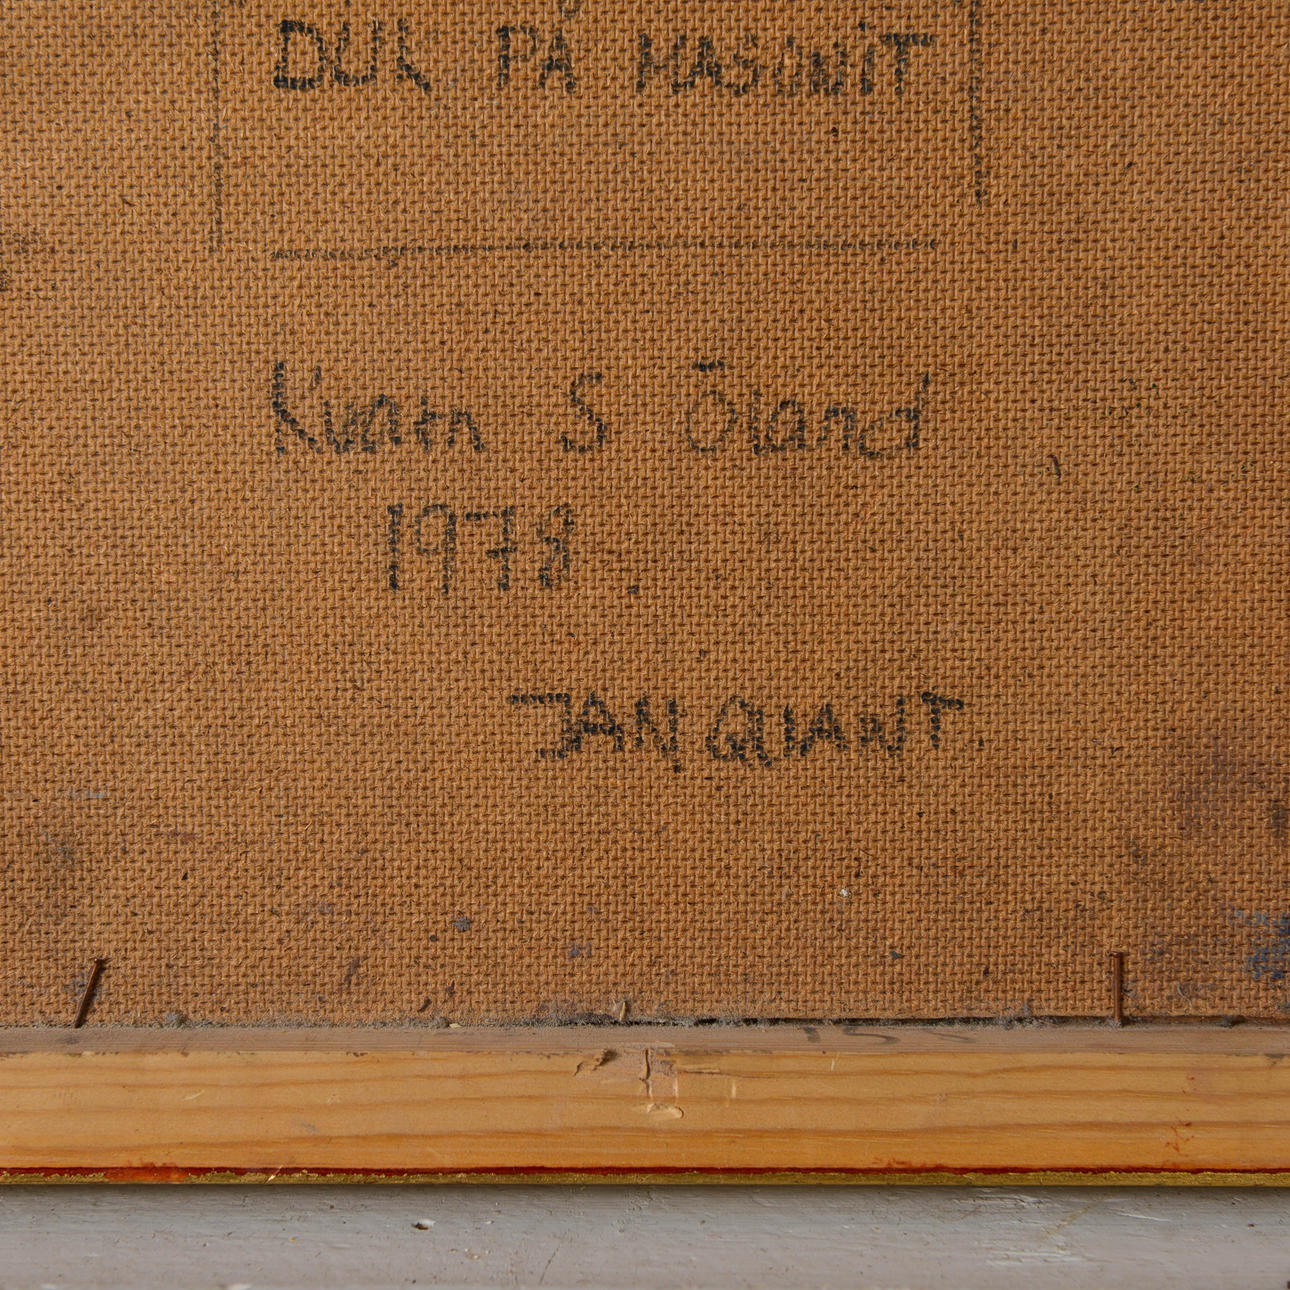 DUK PÅ MASONIT
Kvarn S Öland
1978.
JAN QUANT.